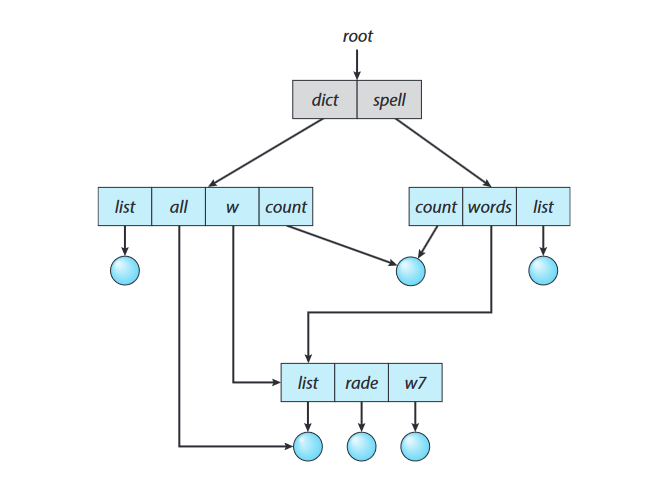 root
dict spell
list all w count count words list
list rade w7